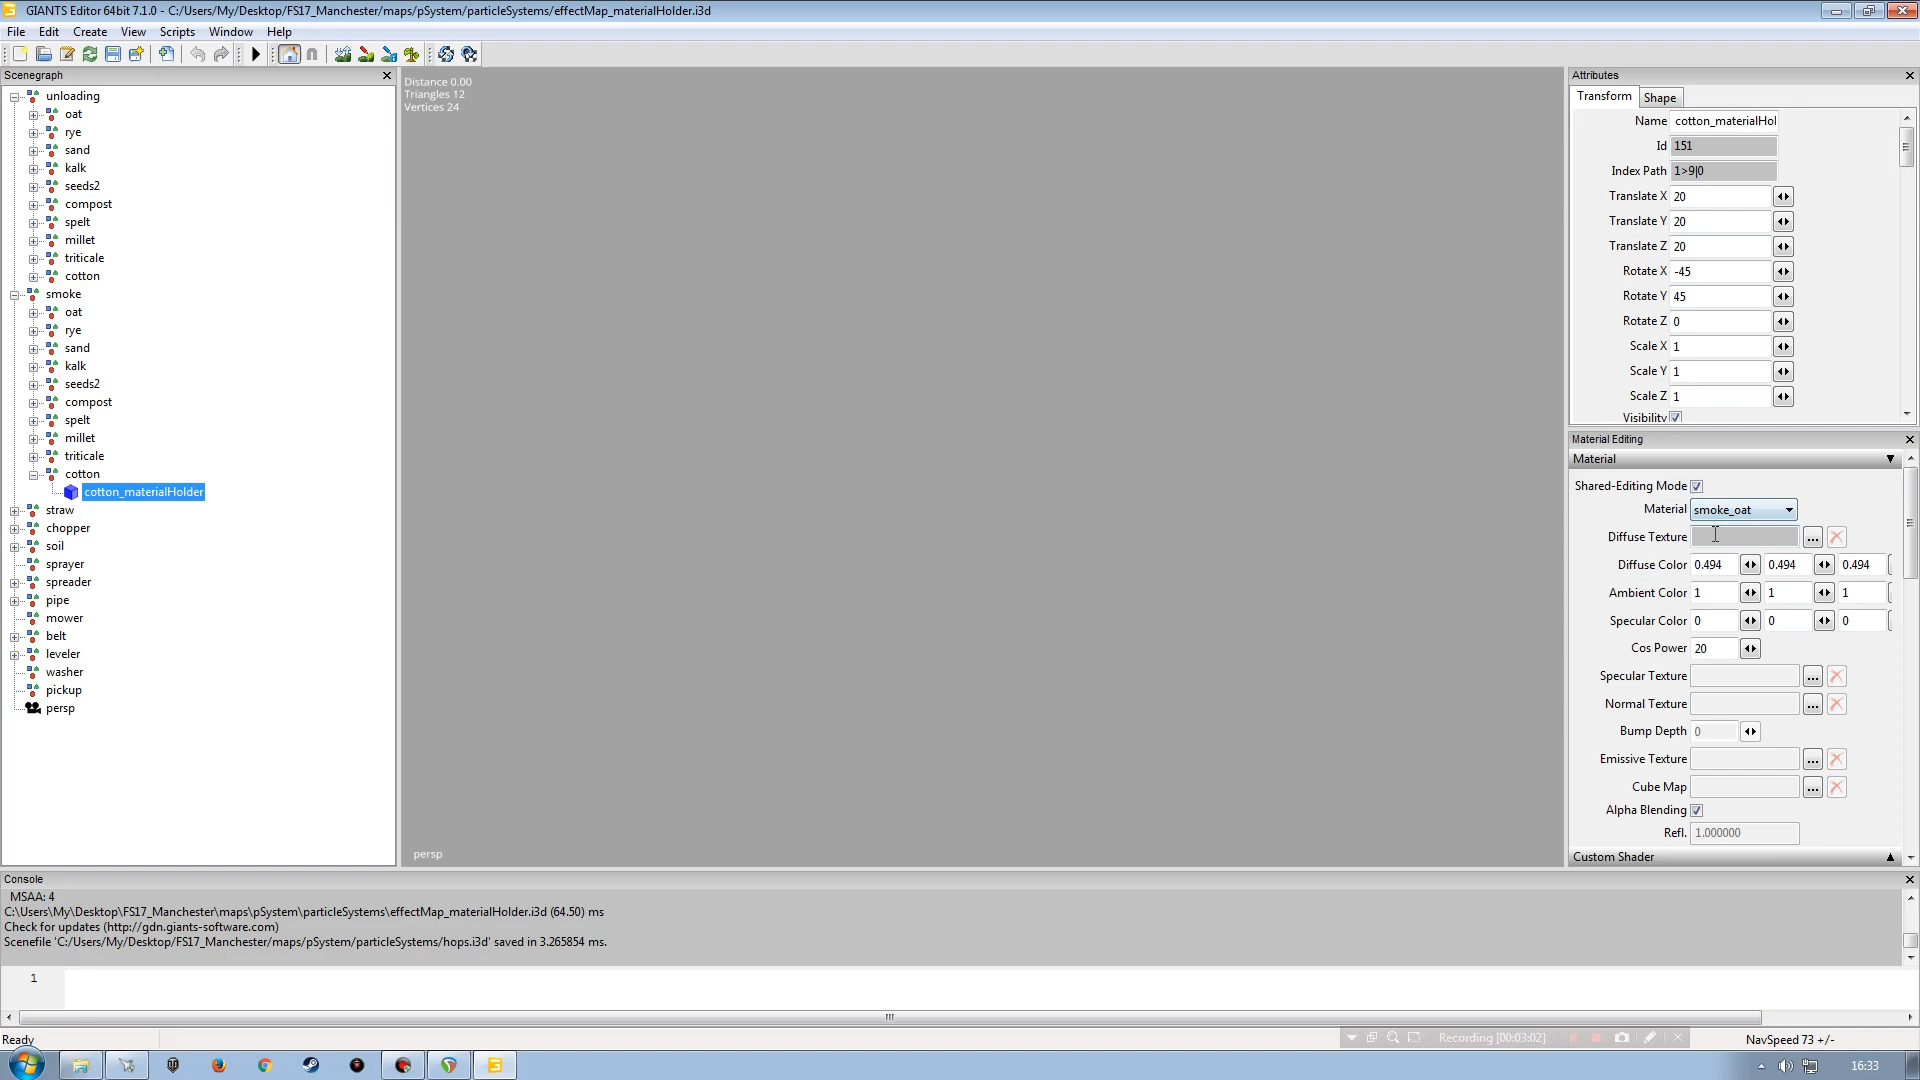 GIANTS Editor 64bit 7.1.0 - C:/Users/My/Desktop/FS17_Manchester/maps/pSystem/particleSystems/effectMap_materialHolder.i3d
File Edit Create View Scripts Window Help
Scenegraph
unloading
oat
rye
sand
kalk
seeds2
compost
spelt
millet
triticale
cotton
smoke
oat
rye
sand
kalk
seeds2
compost
spelt
millet
triticale
cotton
cotton_materialHolder
straw
chopper
soil
sprayer
spreader
pipe
mower
belt
leveler
washer
pickup
persp
Distance 0.00
Triangles 12
Vertices 24
persp
Attributes
Transform Shape
Name cotton_materialHol
Id 151
Index Path 1>9|0
Translate X 20
Translate Y 20
Translate Z 20
Rotate X -45
Rotate Y 45
Rotate Z 0
Scale X 1
Scale Y 1
Scale Z 1
Visibility
Material Editing
Material
Shared-Editing Mode
Material smoke_oat
Diffuse Texture ...
Diffuse Color 0.494 0.494 0.494
Ambient Color 1 1 1
Specular Color 0 0 0
Cos Power 20
Specular Texture ...
Normal Texture ...
Bump Depth 0
Emissive Texture ...
Cube Map ...
Alpha Blending
Refl. 1.000000
Custom Shader
Console
MSAA: 4
C:\Users\My\Desktop\FS17_Manchester\maps\pSystem\particleSystems\effectMap_materialHolder.i3d (64.50) ms
Check for updates (http://gdn.giants-software.com)
Scenefile 'C:/Users/My/Desktop/FS17_Manchester/maps/pSystem/particleSystems/hops.i3d' saved in 3.265854 ms.
1
Ready
Recording [00:03:02]
NavSpeed 73 +/-
16:33